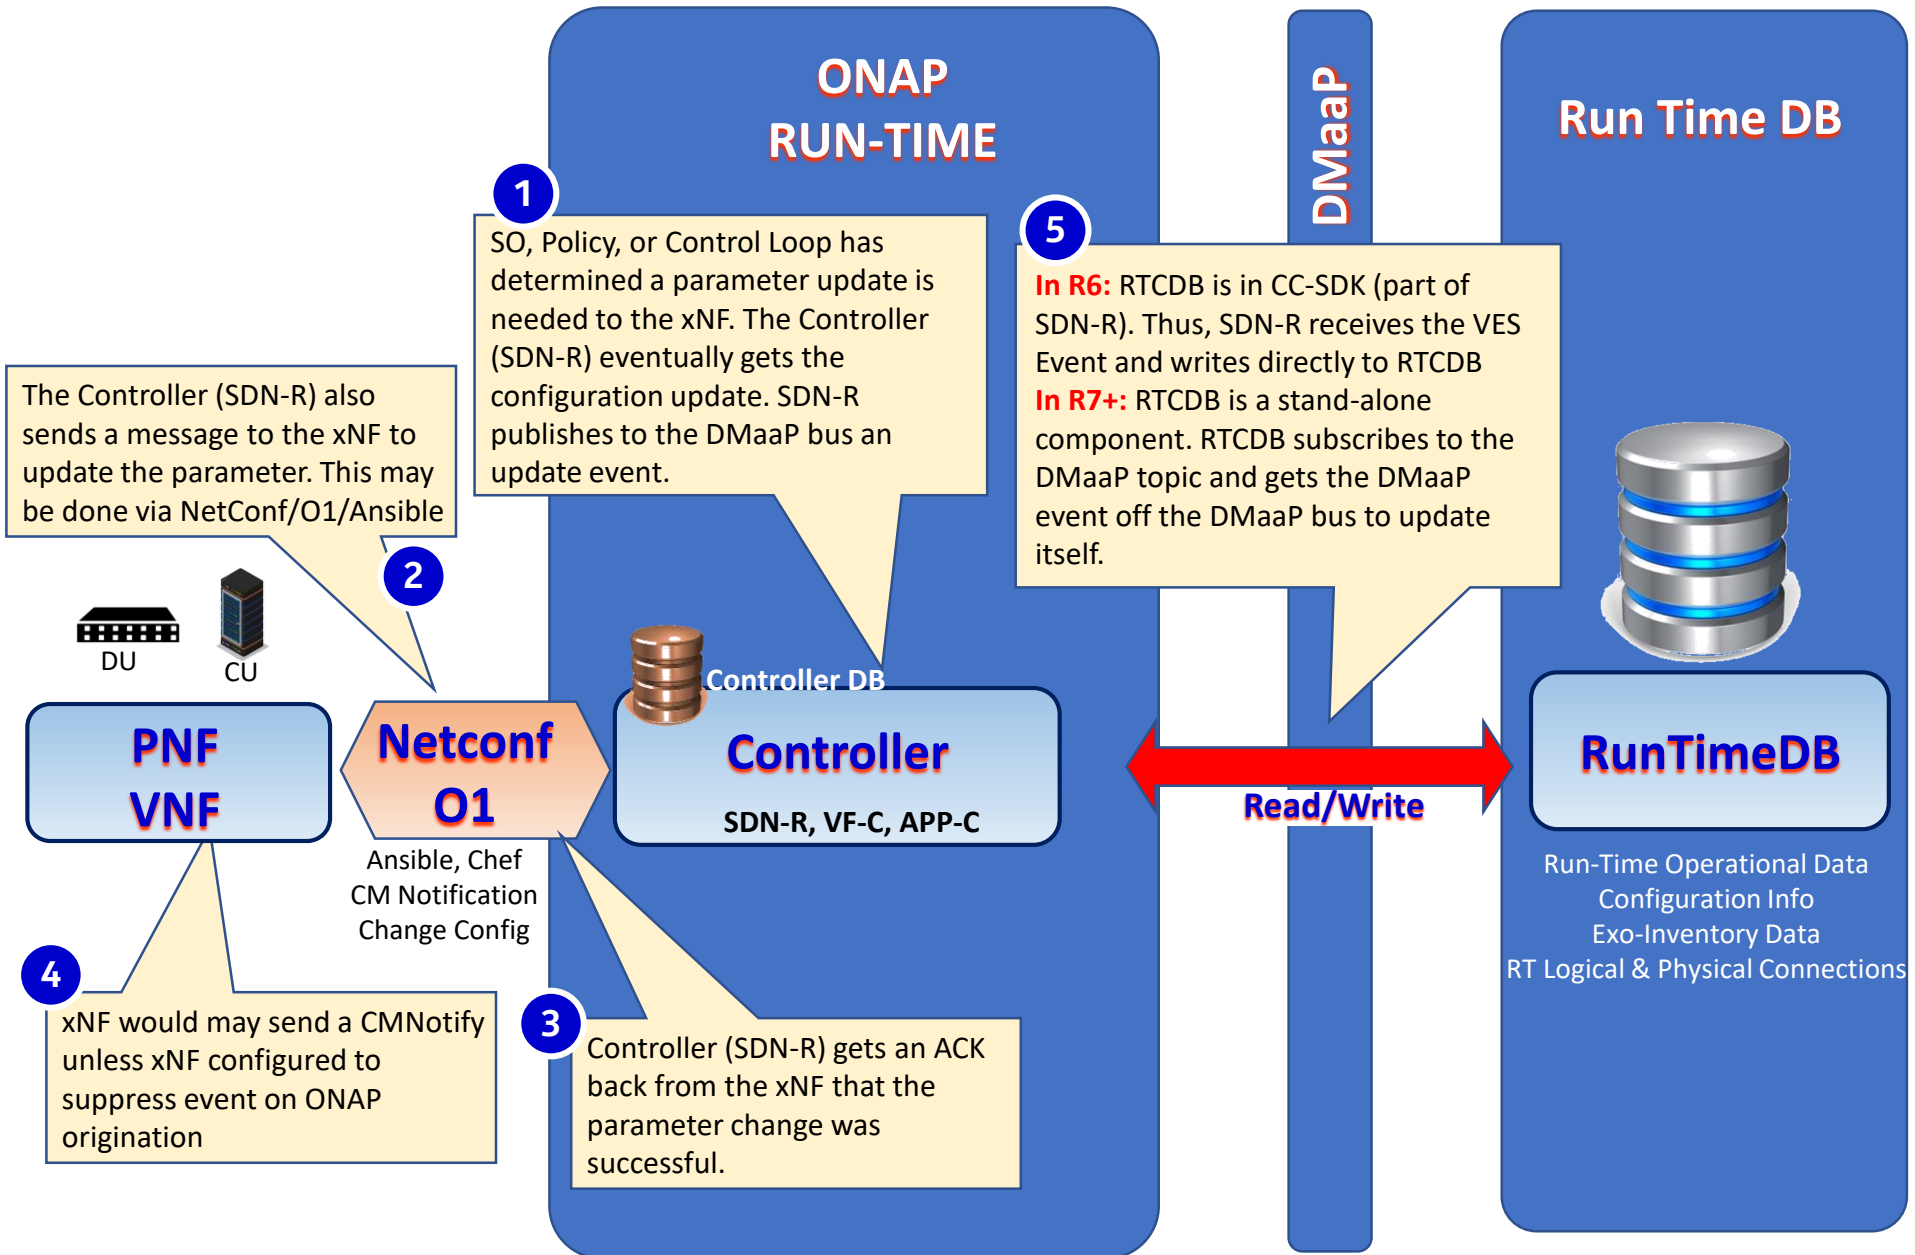 ONAP
RUN-TIME
DMaaP
Run Time DB
1
SO, Policy, or Control Loop has
determined a parameter update is
needed to the xNF. The Controller
(SDN-R) eventually gets the
configuration update. SDN-R
publishes to the DMaaP bus an
update event.
5
In R6: RTCDB is in CC-SDK (part of
SDN-R). Thus, SDN-R receives the VES
Event and writes directly to RTCDB
In R7+: RTCDB is a stand-alone
component. RTCDB subscribes to the
DMaaP topic and gets the DMaaP
event off the DMaaP bus to update
itself.
The Controller (SDN-R) also
sends a message to the xNF to
update the parameter. This may
be done via NetConf/O1/Ansible
2
DU
CU
Controller DB
PNF
VNF
Netconf
O1
Controller
SDN-R, VF-C, APP-C
Read/Write
RunTimeDB
Ansible, Chef
CM Notification
Change Config
Run-Time Operational Data
Configuration Info
Exo-Inventory Data
RT Logical & Physical Connections
4
xNF would may send a CMNotify
unless xNF configured to
suppress event on ONAP
origination
3
Controller (SDN-R) gets an ACK
back from the xNF that the
parameter change was
successful.